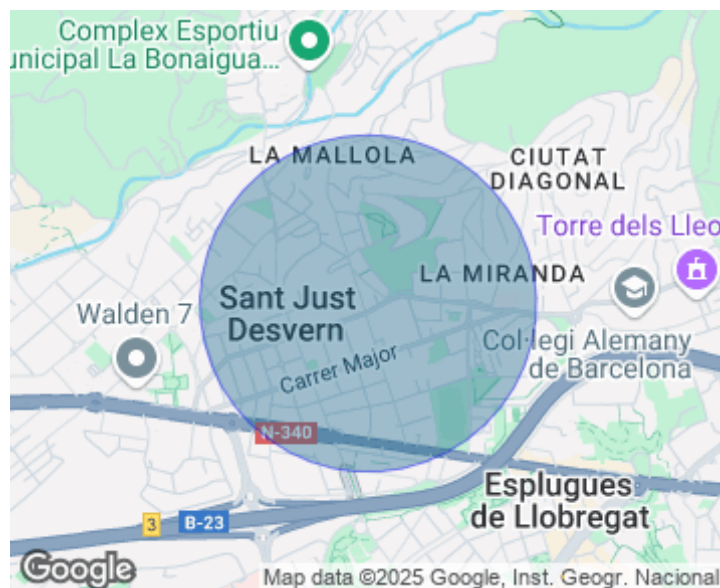 Complex Esportiu
unicipal La Bonaigua...
LA MALLOLA
CIUTAT
DIAGONAL
Torre dels Lleo
LA MIRANDA
Sant Just
Desvern
Walden 7
Col·legi Alemany
de Barcelona
Carrer Major
N-340
Esplugues
de Llobregat
3
B-23
Google
Map data ©2025 Google, Inst. Geogr. Nacional